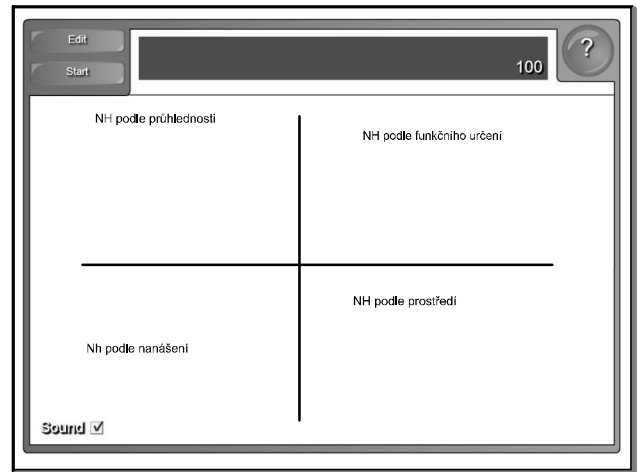 Edit
Start
100
?
NH podle průhlednosti
NH podle funkčního určení
NH podle prostředí
Nh podle nanášení
Sound